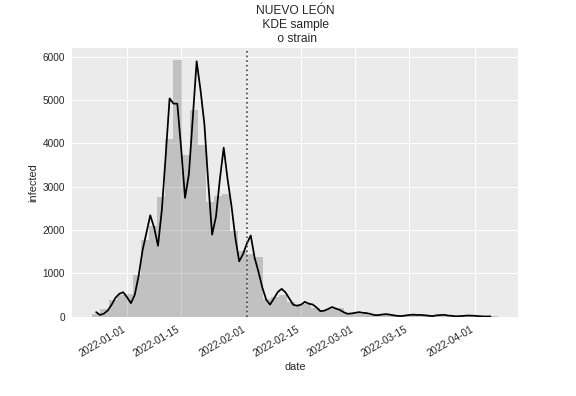 NUEVO LEÓN
KDE sample
o strain
6000
5000
4000
3000
2000
1000
0
infected
2022-01-01
2022-01-15
2022-02-01
2022-02-15
2022-03-01
2022-03-15
2022-04-01
date